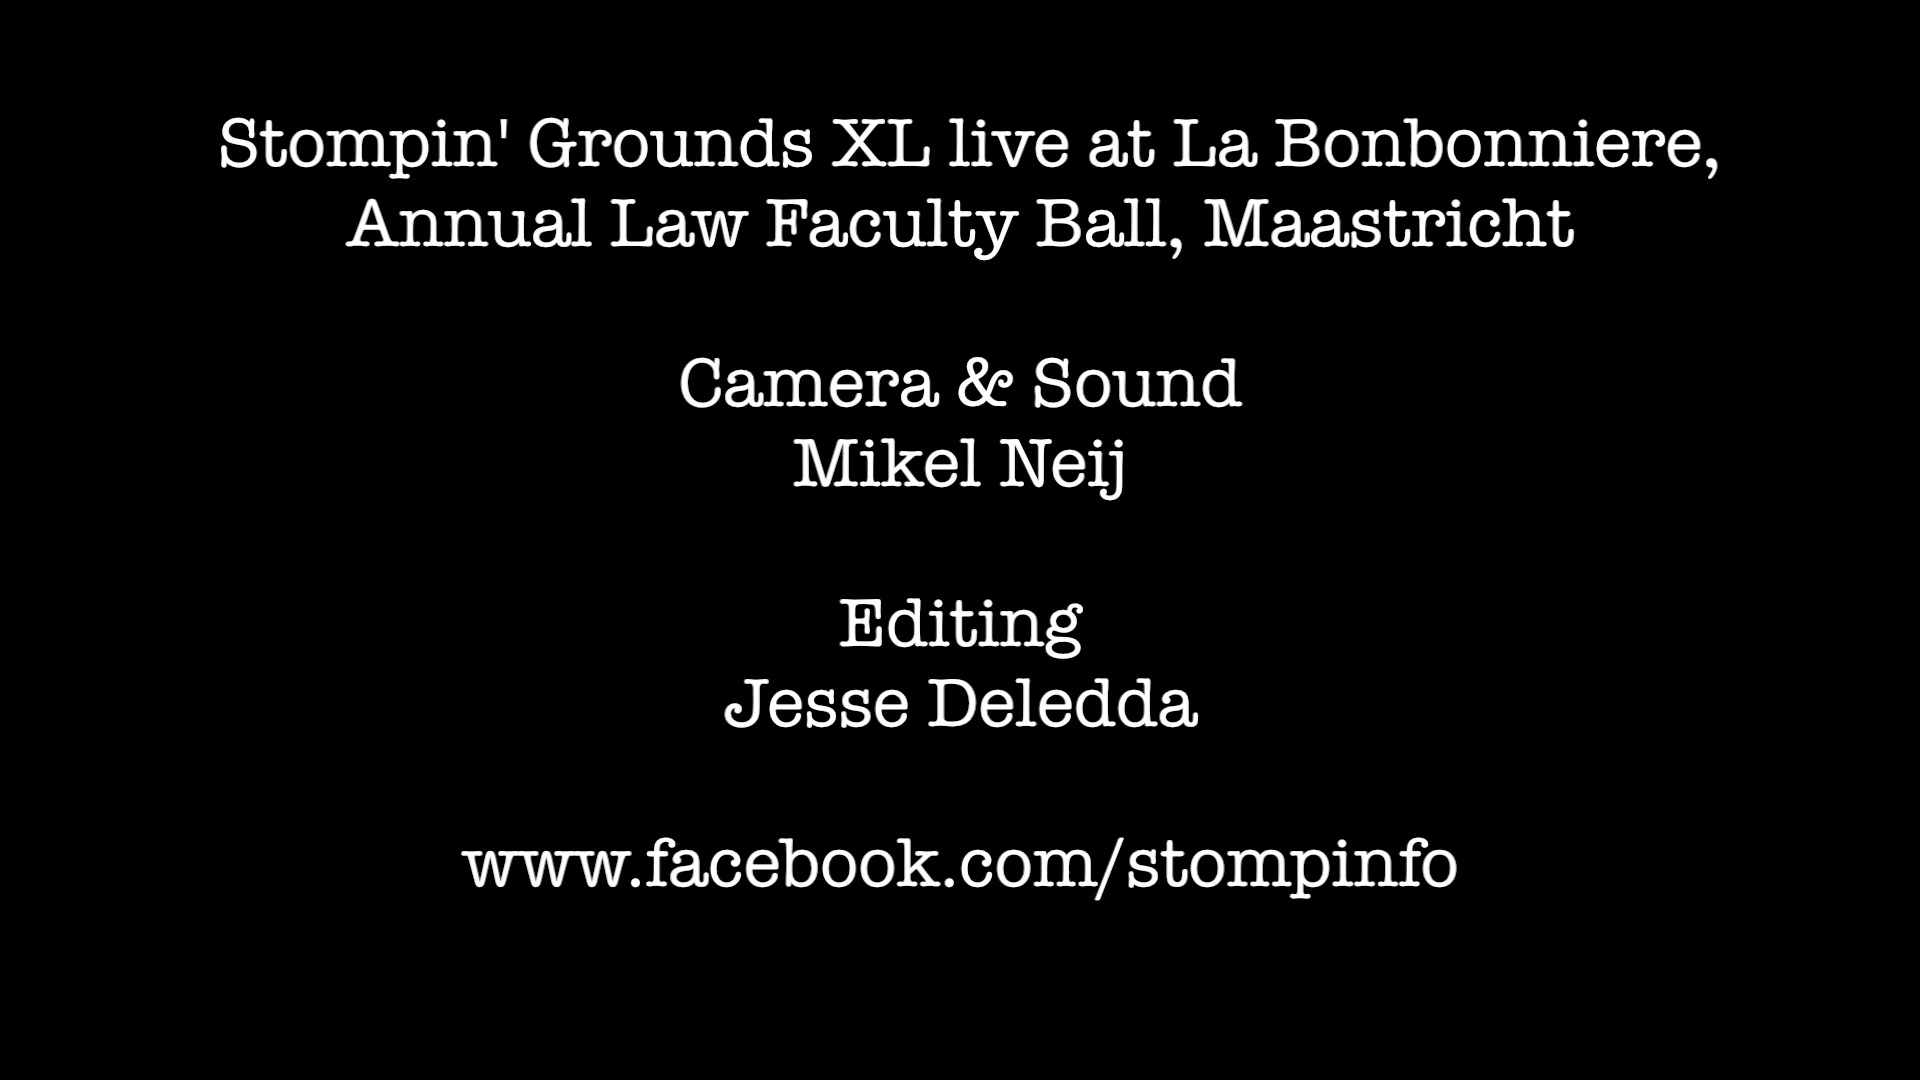 Stompin' Grounds XL live at La Bonbonniere,
Annual Law Faculty Ball, Maastricht
Camera & Sound
Mikel Neij
Editing
Jesse Deledda
www.facebook.com/stompinfo